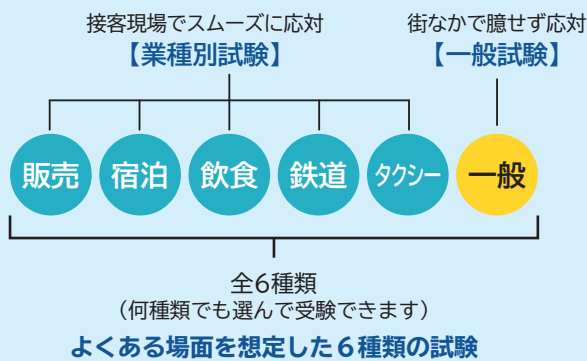 接客現場でスムーズに応対
【業種別試験】
街なかで臆せず応対
【一般試験】
販売
宿泊
飲食
鉄道
タクシー
一般
全6種類
（何種類でも選んで受験できます）
よくある場面を想定した6種類の試験